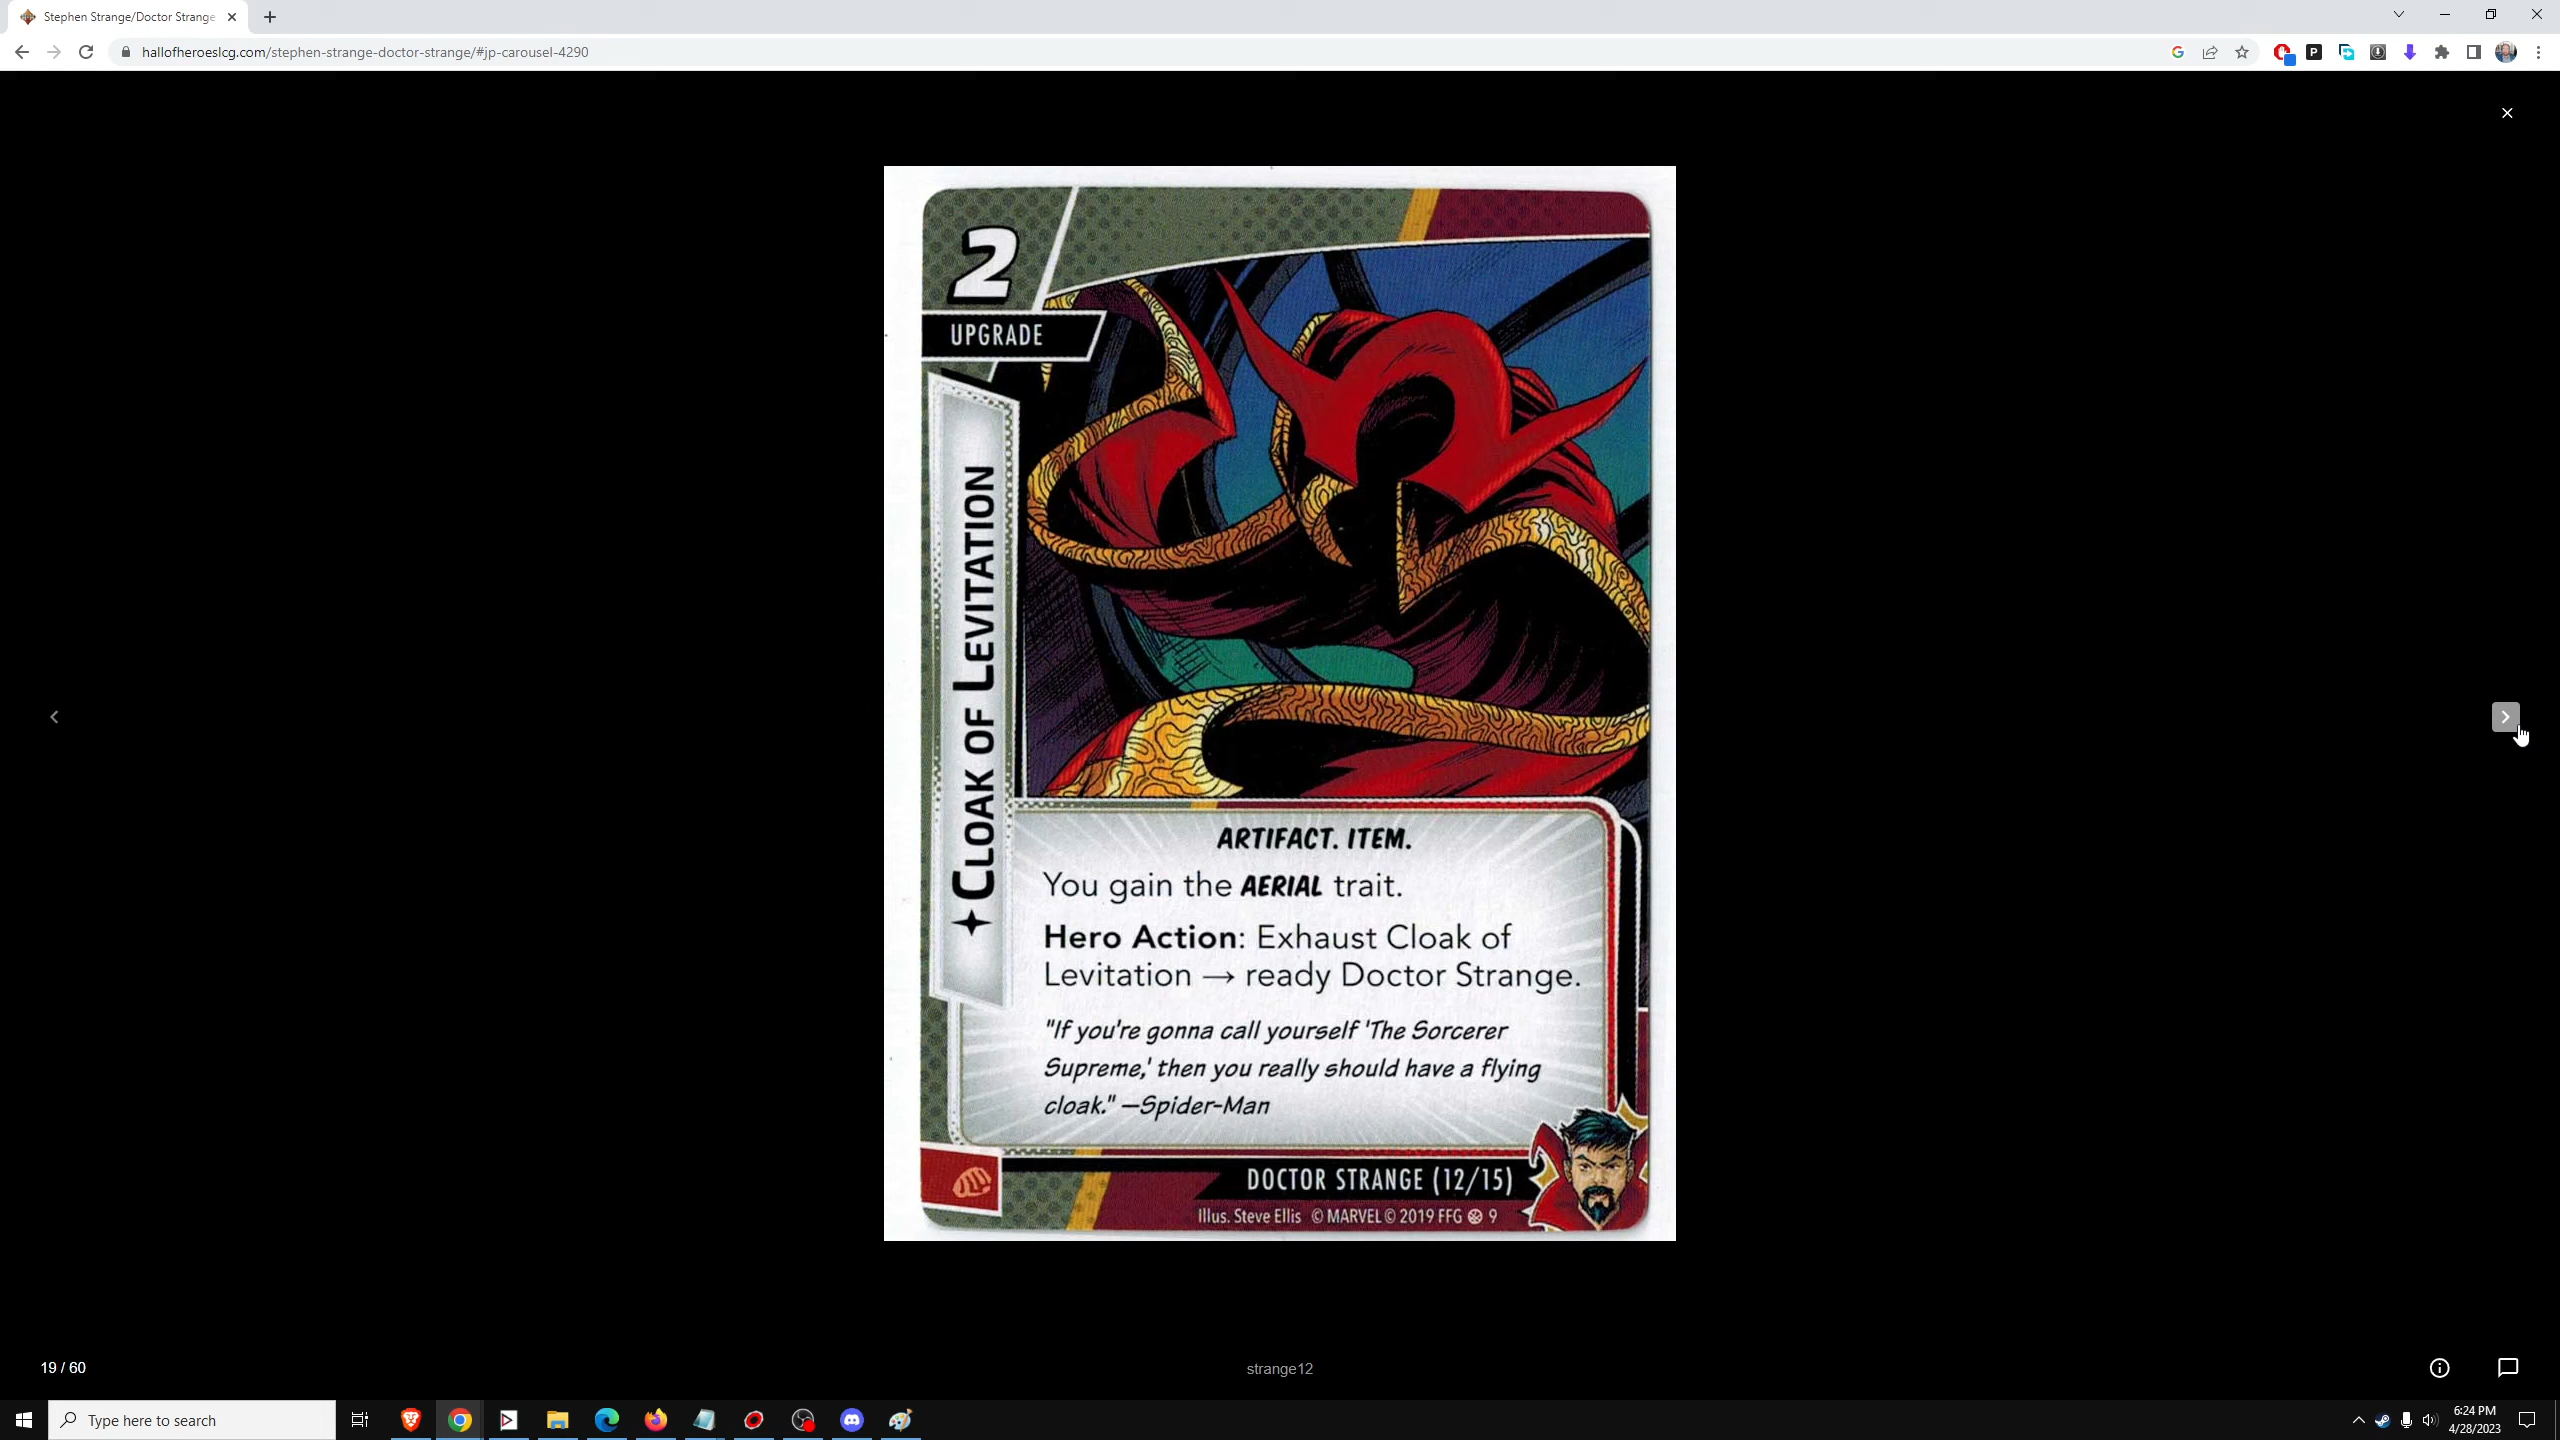 Stephen Strange/Doctor Strange
hallofheroeslcg.com/stephen-strange-doctor-strange/#jp-carousel-4290
2
UPGRADE
CLOAK OF LEVITATION
ARTIFACT. ITEM.
You gain the AERIAL trait.
Hero Action: Exhaust Cloak of
Levitation → ready Doctor Strange.
"If you're gonna call yourself 'The Sorcerer
Supreme,' then you really should have a flying
cloak." —Spider-Man
DOCTOR STRANGE (12/15)
Illus. Steve Ellis © MARVEL © 2019 FFG 9
19 / 60
strange12
Type here to search
6:24 PM
4/28/2023